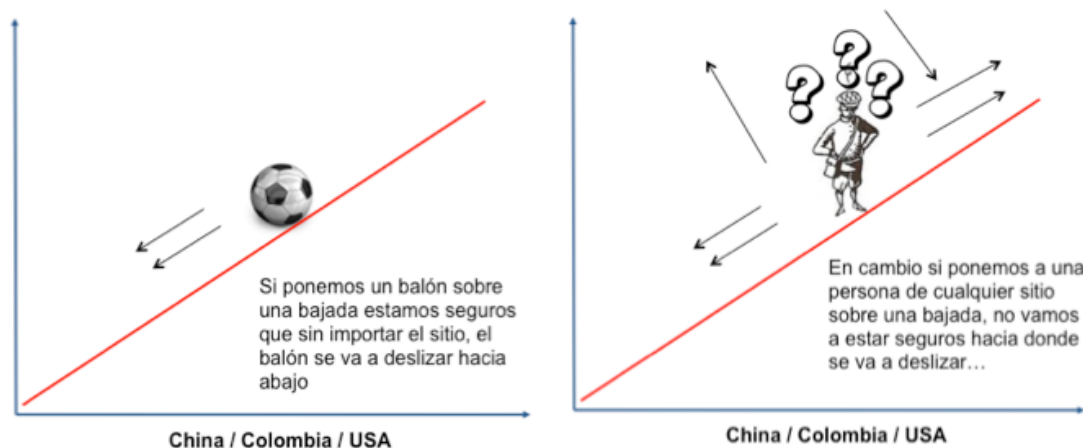 Si ponemos un balón sobre
una bajada estamos seguros
que sin importar el sitio, el
balón se va a deslizar hacia
abajo
China / Colombia / USA
? ? ?
En cambio si ponemos a una
persona de cualquier sitio
sobre una bajada, no vamos
a estar seguros hacia donde
se va a deslizar…
China / Colombia / USA